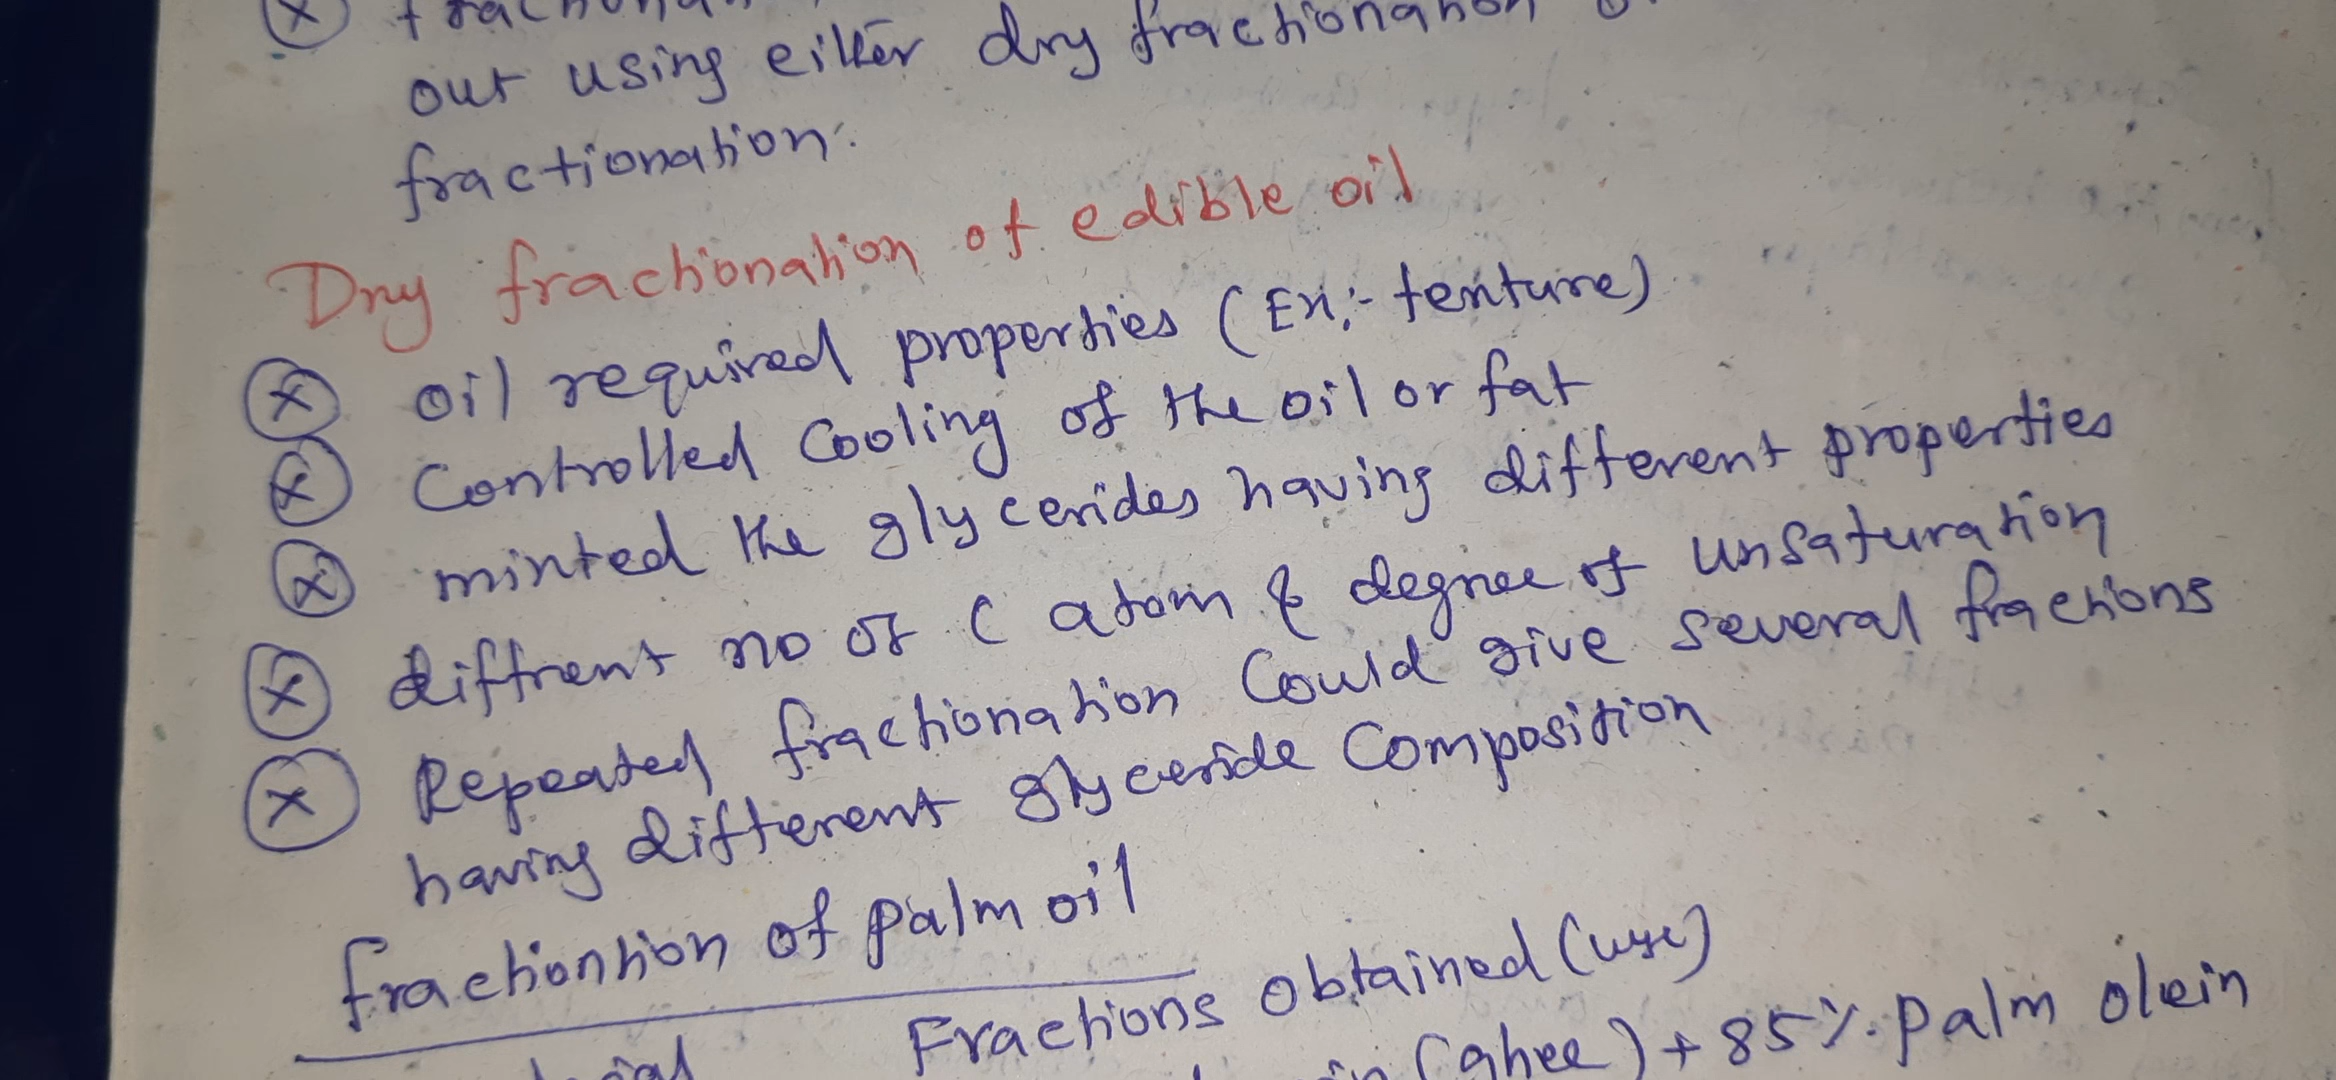 out using either dry fractionation
fractionation.
Dry fractionation of edible oil
oil required properties (Ex:- texture)
Controlled Cooling of the oil or fat
minted the glycerides having different properties
diffrent no of C atom & degree of unsaturation
Repeated fractionation Could give several fractions
having different glyceride Composition
fractiontion of palm oil
Fractions obtained (use)
(ghee) + 85%. palm olein